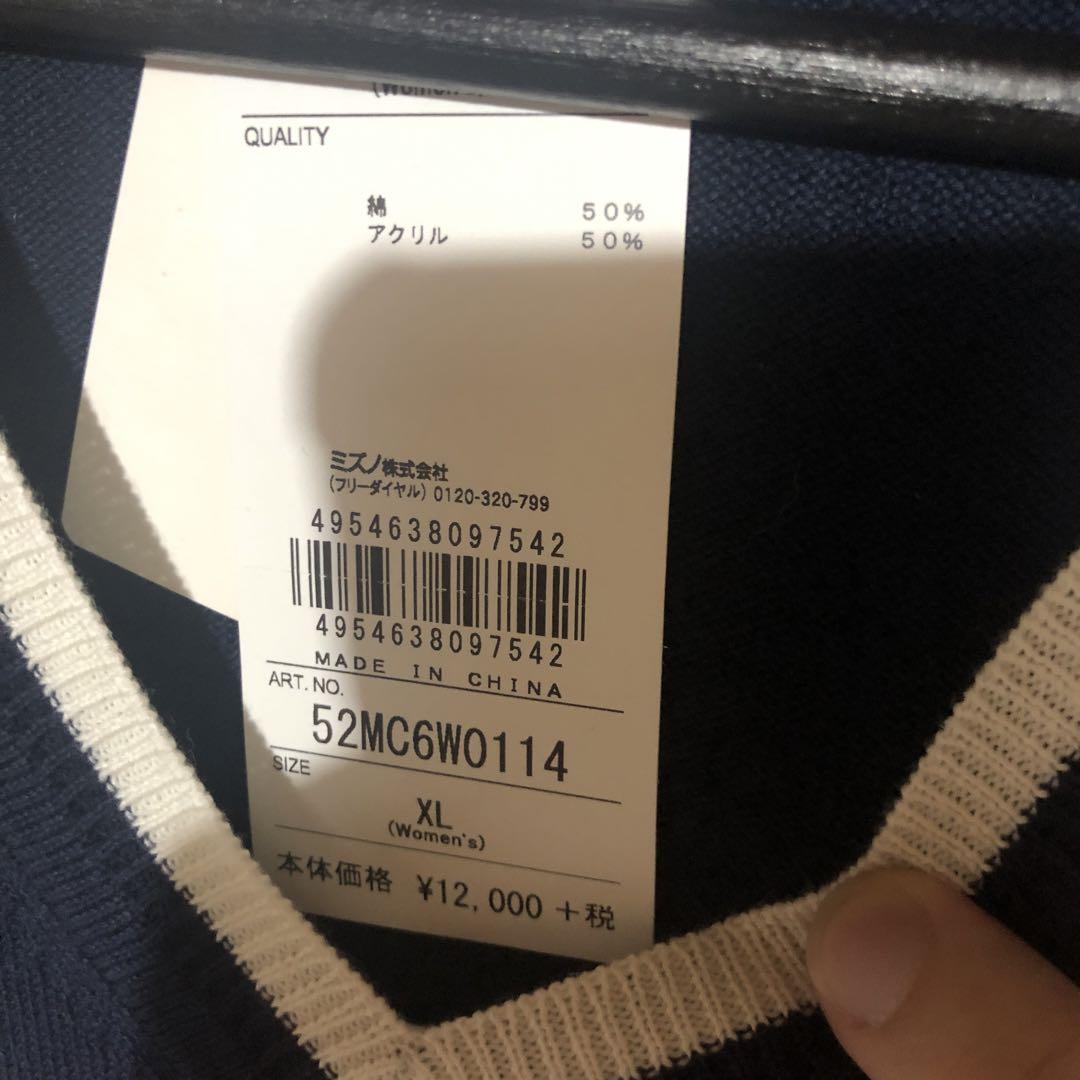 (Women's)
QUALITY
綿 50%
アクリル 50%
ミズノ株式会社
(フリーダイヤル) 0120-320-799
4954638097542
4954638097542
MADE IN CHINA
ART. NO.
52MC6W0114
SIZE
XL
(Women's)
本体価格 ¥12,000 +税